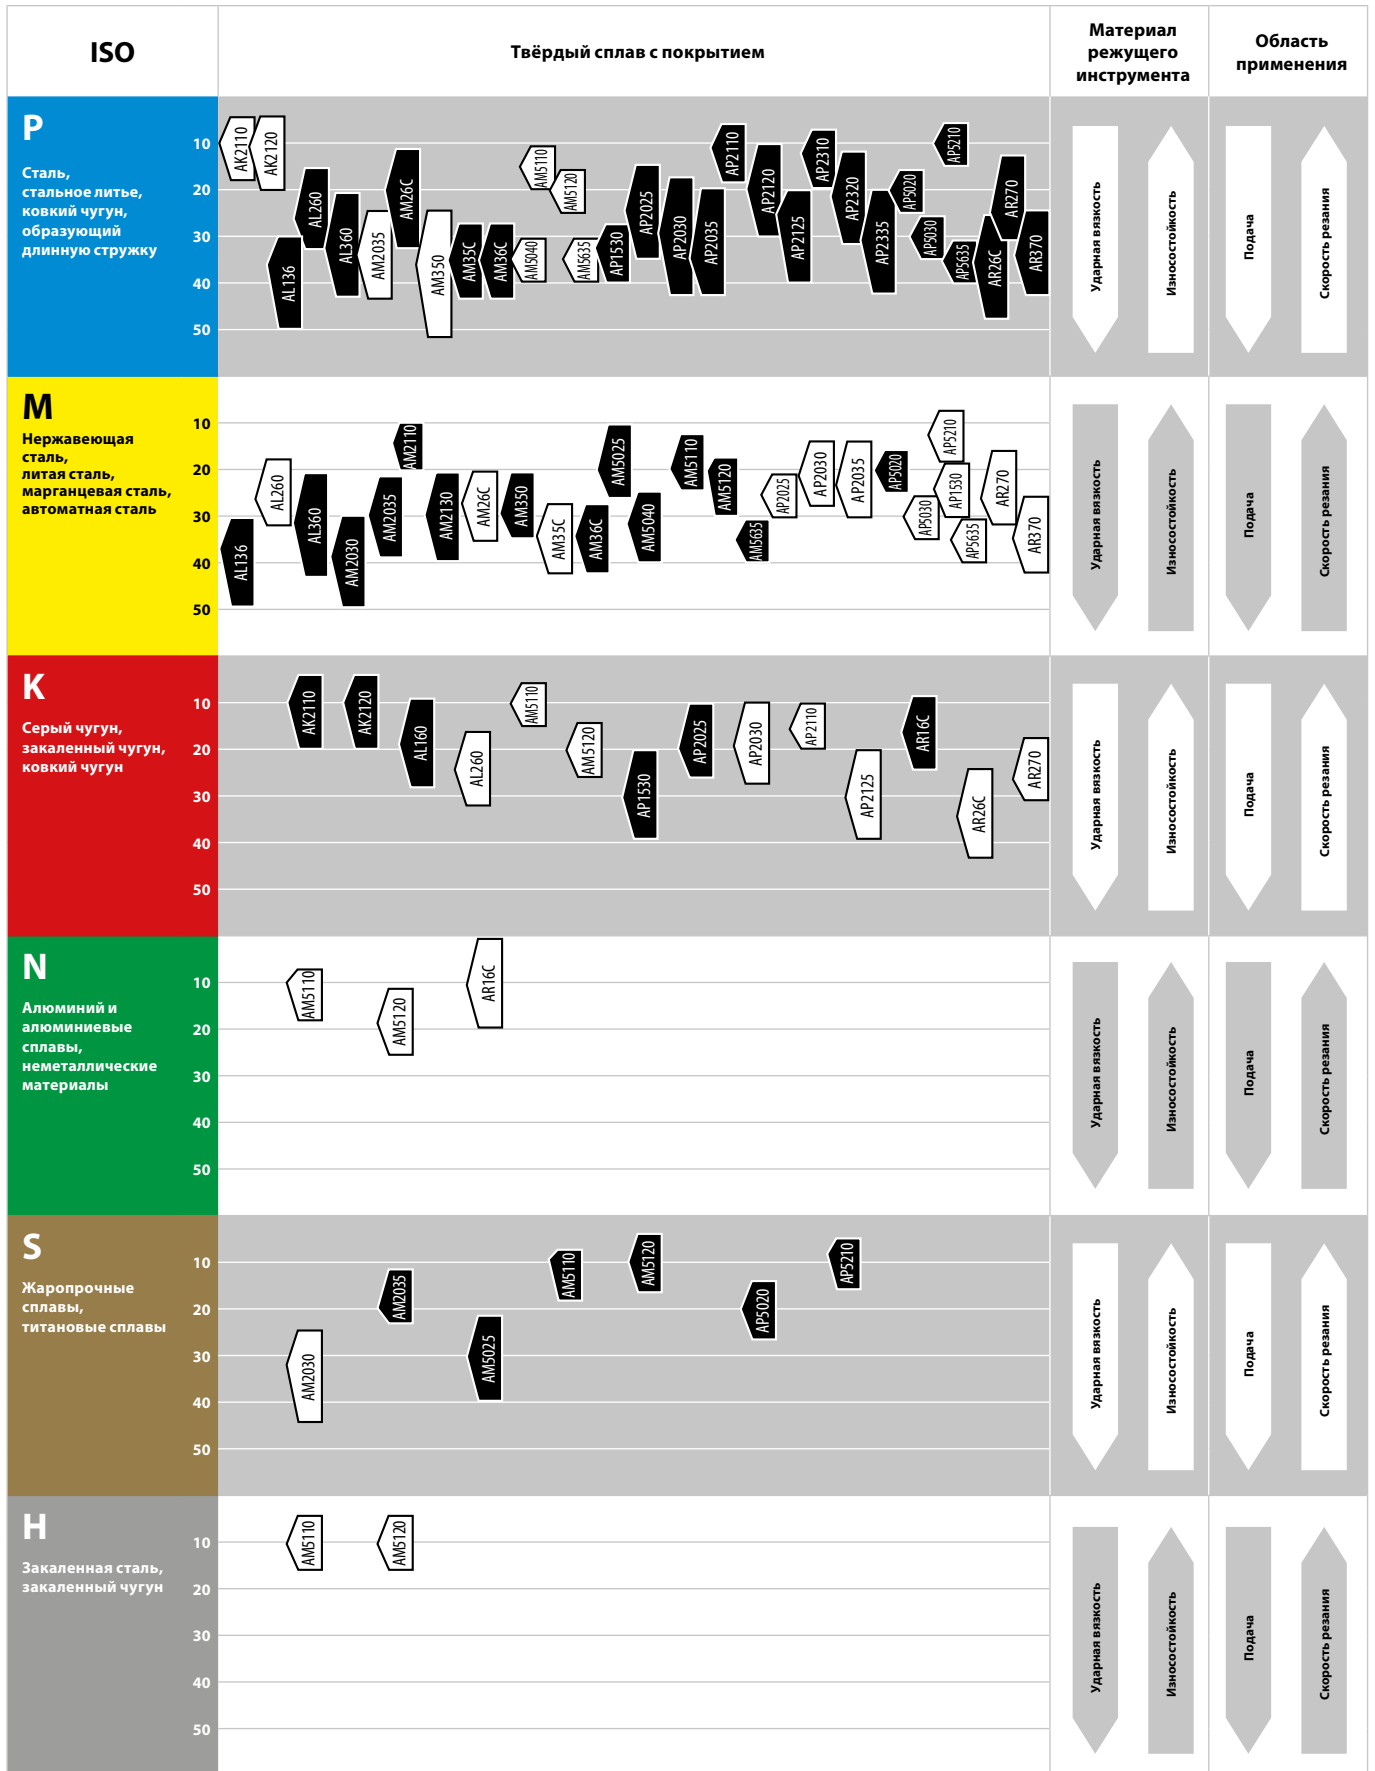 ISO
Твёрдый сплав с покрытием
Материал
режущего
инструмента
Область
применения
P
Сталь,
стальное литье,
ковкий чугун,
образующий
длинную стружку
10
20
30
40
50
AK2110
AK2120
AL136
AL260
AL360
AM2035
AM26C
AM350
AM35C
AM36C
AM5040
AM5110
AM5120
AM5635
AP1530
AP2025
AP2030
AP2035
AP2110
AP2120
AP2125
AP2310
AP2320
AP2335
AP5020
AP5030
AP5210
AP5635
AR26C
AR270
AR370
Ударная вязкость
Износостойкость
Подача
Скорость резания
M
Нержавеющая
сталь,
литая сталь,
марганцевая сталь,
автоматная сталь
10
20
30
40
50
AL136
AL260
AL360
AM2030
AM2035
AM2110
AM2130
AM26C
AM350
AM35C
AM36C
AM5025
AM5040
AM5110
AM5120
AM5635
AP2025
AP2030
AP2035
AP5020
AP5030
AP5210
AP1530
AP5635
AR270
AR370
Ударная вязкость
Износостойкость
Подача
Скорость резания
K
Серый чугун,
закаленный чугун,
ковкий чугун
10
20
30
40
50
AK2110
AK2120
AL160
AL260
AM5110
AM5120
AP1530
AP2025
AP2030
AP2110
AP2125
AR16C
AR26C
AR270
Ударная вязкость
Износостойкость
Подача
Скорость резания
N
Алюминий и
алюминиевые
сплавы,
неметаллические
материалы
10
20
30
40
50
AM5110
AM5120
AR16C
Ударная вязкость
Износостойкость
Подача
Скорость резания
S
Жаропрочные
сплавы,
титановые сплавы
10
20
30
40
50
AM2030
AM2035
AM5025
AM5110
AM5120
AP5020
AP5210
Ударная вязкость
Износостойкость
Подача
Скорость резания
H
Закаленная сталь,
закаленный чугун
10
20
30
40
50
AM5110
AM5120
Ударная вязкость
Износостойкость
Подача
Скорость резания